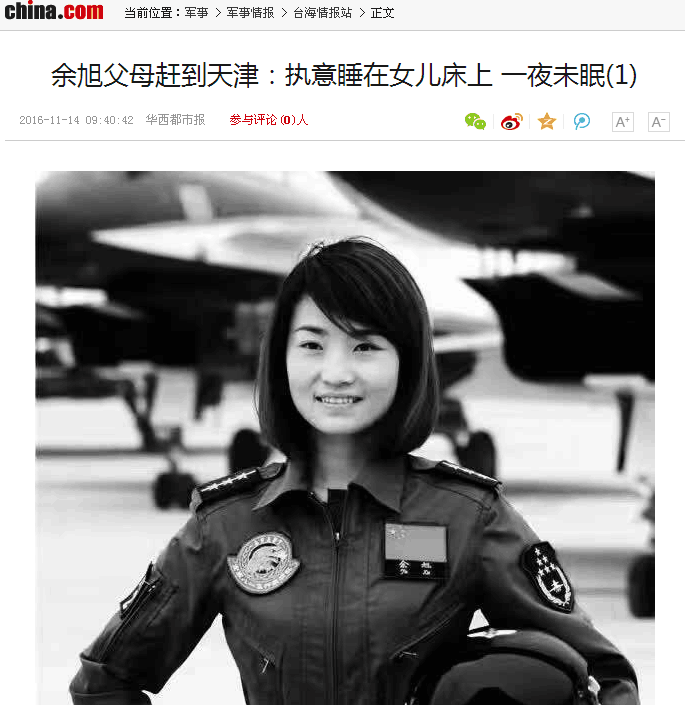 china.com 当前位置：军事 > 军事情报 > 台海情报站 > 正文
余旭父母赶到天津：执意睡在女儿床上 一夜未眠(1)
2016-11-14 09:40:42 华西都市报 参与评论(0)人
A+ A-
余 旭